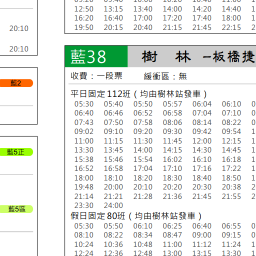 12:50 13:15 13:40 14:00 14:20 14:40
16:20 16:40 17:00 17:20 17:40 18:00
19:50 20:15 20:40 21:15 21:45 22:15
20:10
20:10
橘2
藍5正
藍5區
藍38 樹 林 ─板橋捷
收費：一段票 緩衝區：無
平日固定112班（均由樹林站發車）
05:30 05:40 05:50 05:57 06:04 06:10
06:40 06:46 06:52 06:58 07:04 07:10
07:43 07:50 07:58 08:06 08:14 08:22
09:02 09:10 09:20 09:30 09:42 09:54
11:00 11:15 11:30 11:45 12:00 12:15
13:30 13:45 14:00 14:15 14:30 14:45
15:38 15:46 15:54 16:02 16:10 16:18
16:52 16:58 17:04 17:10 17:16 17:22
18:00 18:10 18:20 18:30 18:40 18:50
19:48 20:00 20:10 20:20 20:30 20:38
21:14 21:21 21:28 21:36 21:45 21:55
23:30 24:00
假日固定80班（均由樹林站發車）
05:30 05:50 06:10 06:25 06:40 06:55
08:10 08:22 08:34 08:47 09:00 09:15
10:24 10:36 10:48 11:00 11:12 11:24
12:24 12:36 12:48 13:00 13:15 13:30